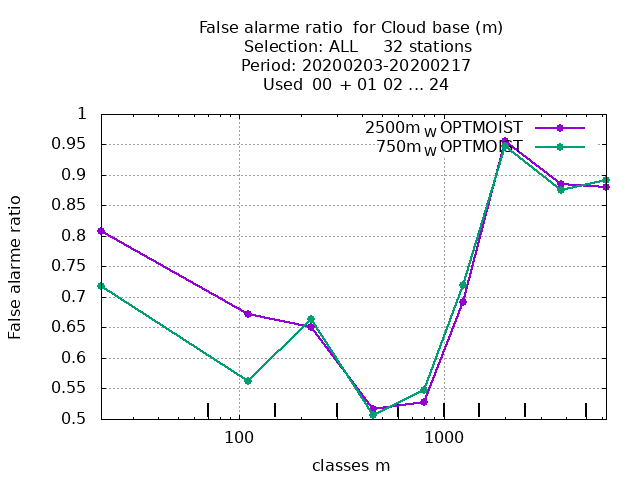 False alarme ratio  for Cloud base (m)
Selection: ALL     32 stations
Period: 20200203-20200217
Used  00 + 01 02 ... 24
2500m W OPTMOIST
750m W OPTMOIST
1
0.95
0.9
0.85
0.8
0.75
0.7
0.65
0.6
0.55
0.5
False alarme ratio
100
1000
classes m